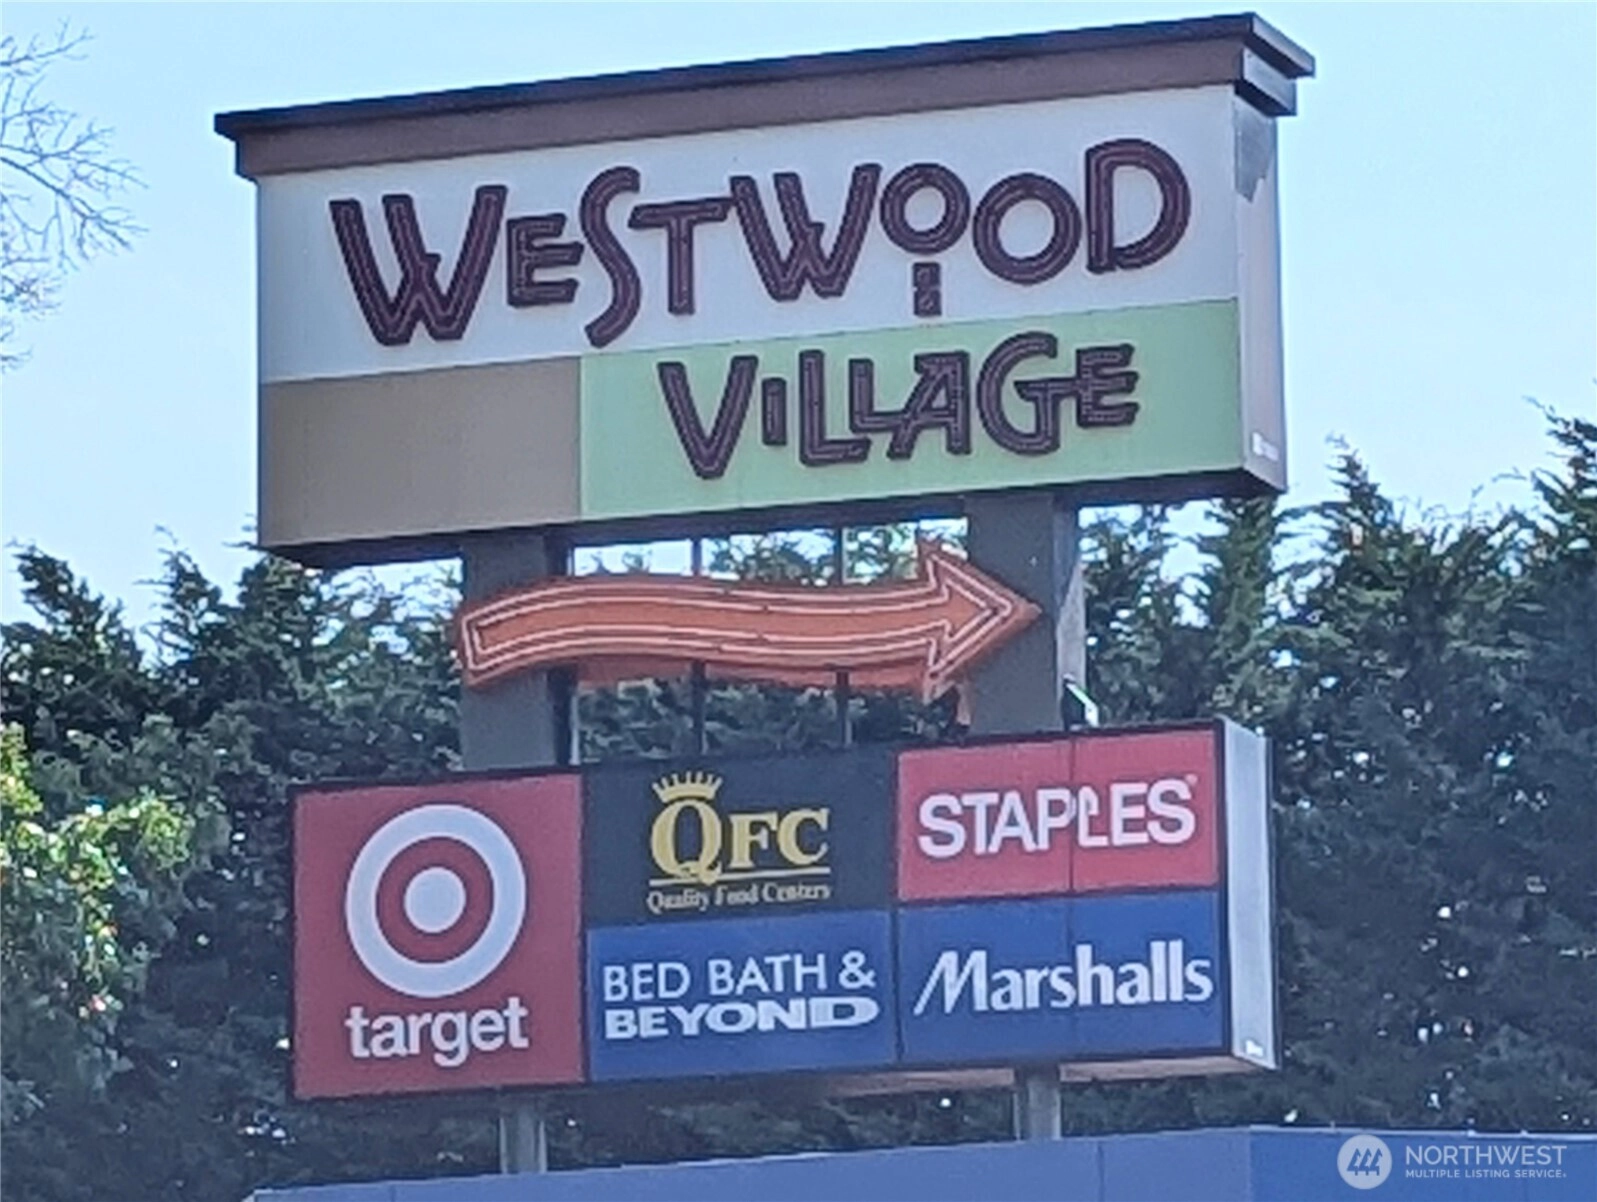 WESTWOOD
VILLAGE
QFC
Quality Food Centers
STAPLES
target
BED BATH &
BEYOND
Marshalls
NORTHWEST
MULTIPLE LISTING SERVICE